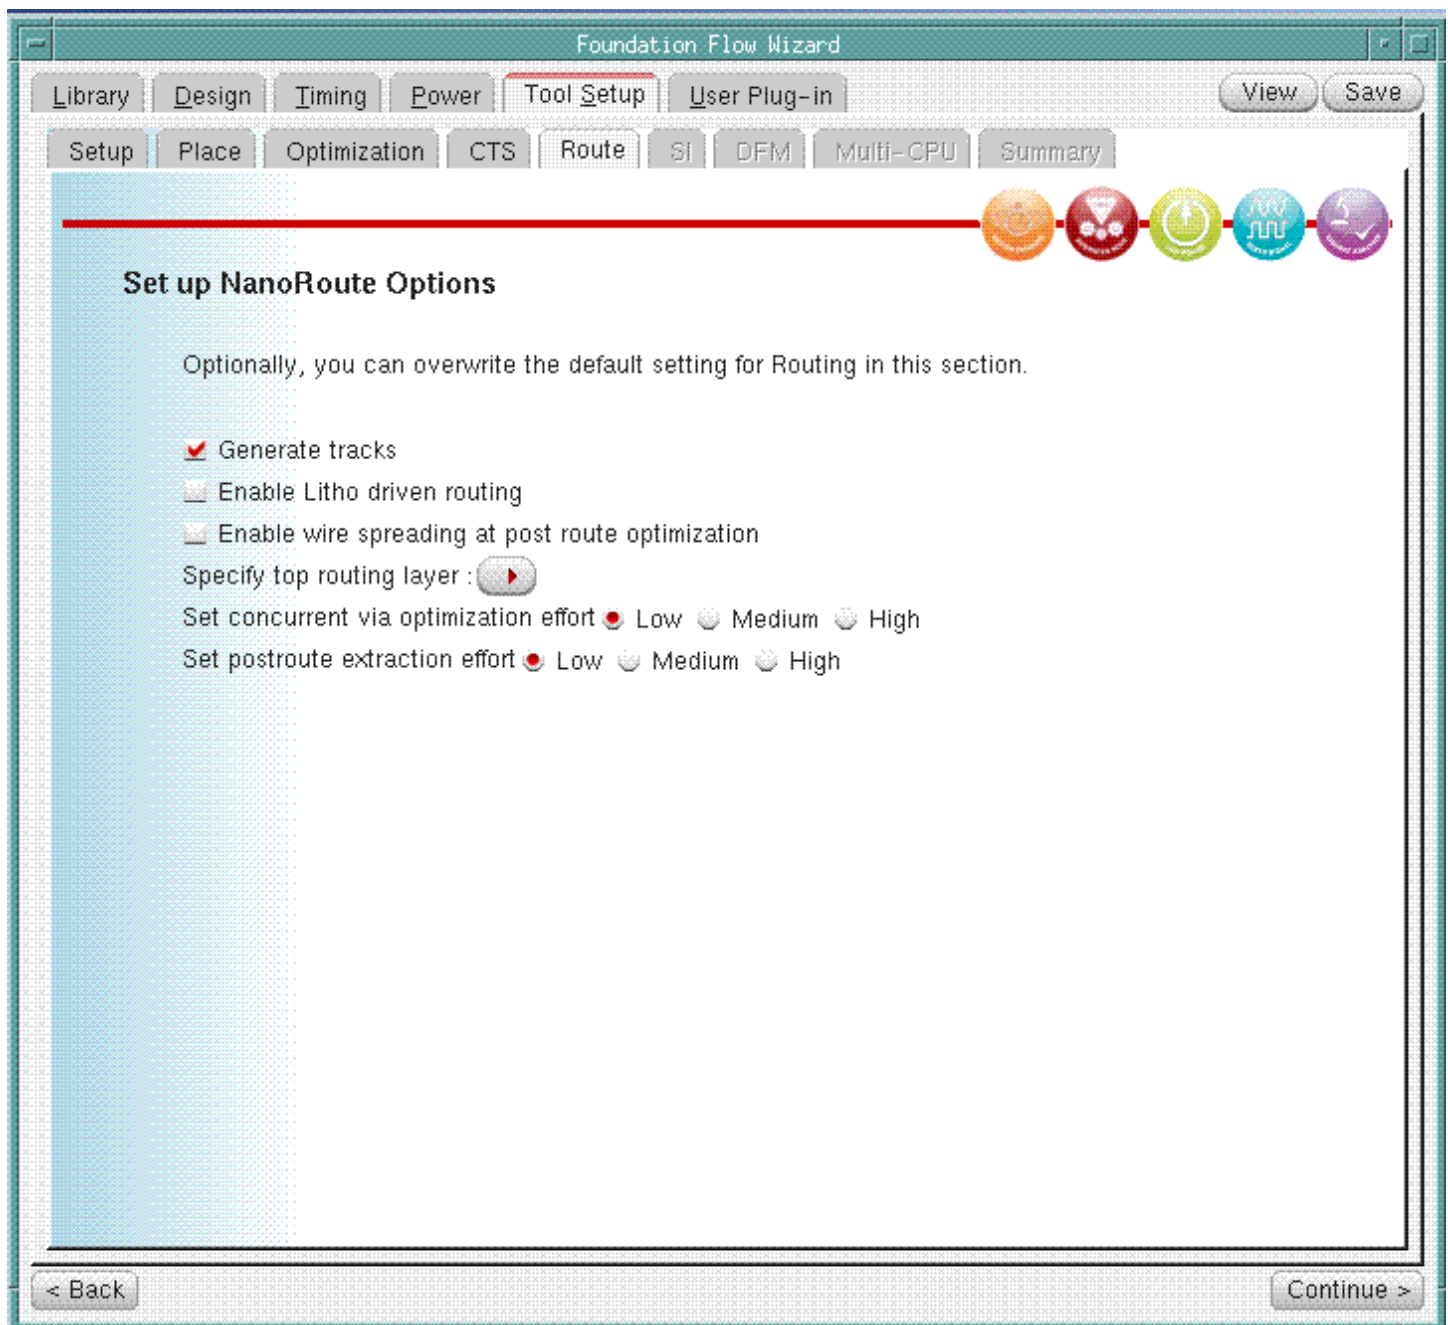 Foundation Flow Wizard
Library Design Timing Power Tool Setup User Plug-in View Save
Setup Place Optimization CTS Route SI DFM Multi-CPU Summary
Set up NanoRoute Options
Optionally, you can overwrite the default setting for Routing in this section.
Generate tracks
Enable Litho driven routing
Enable wire spreading at post route optimization
Specify top routing layer :
Set concurrent via optimization effort Low Medium High
Set postroute extraction effort Low Medium High
< Back Continue >